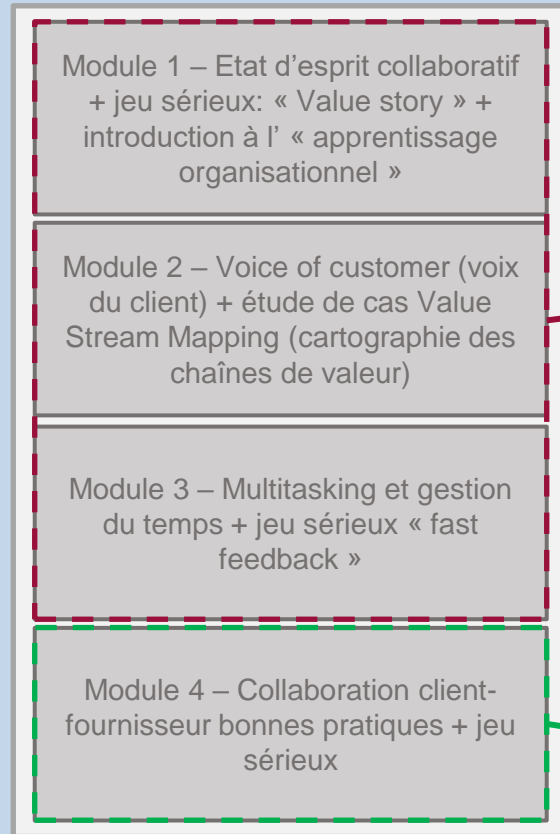 Module 1 – Etat d’esprit collaboratif
+ jeu sérieux: « Value story » +
introduction à l’ « apprentissage
organisationnel »
Module 2 – Voice of customer (voix
du client) + étude de cas Value
Stream Mapping (cartographie des
chaînes de valeur)
Module 3 – Multitasking et gestion
du temps + jeu sérieux « fast
feedback »
Module 4 – Collaboration client-
fournisseur bonnes pratiques + jeu
sérieux